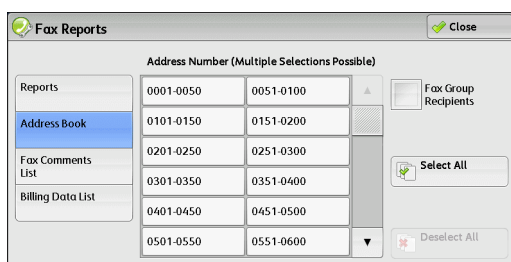 Fax Reports
Close
Address Number (Multiple Selections Possible)
Reports
Address Book
Fax Comments
List
Billing Data List
0001-0050
0051-0100
0101-0150
0151-0200
0201-0250
0251-0300
0301-0350
0351-0400
0401-0450
0451-0500
0501-0550
0551-0600
Fax Group
Recipients
Select All
Deselect All